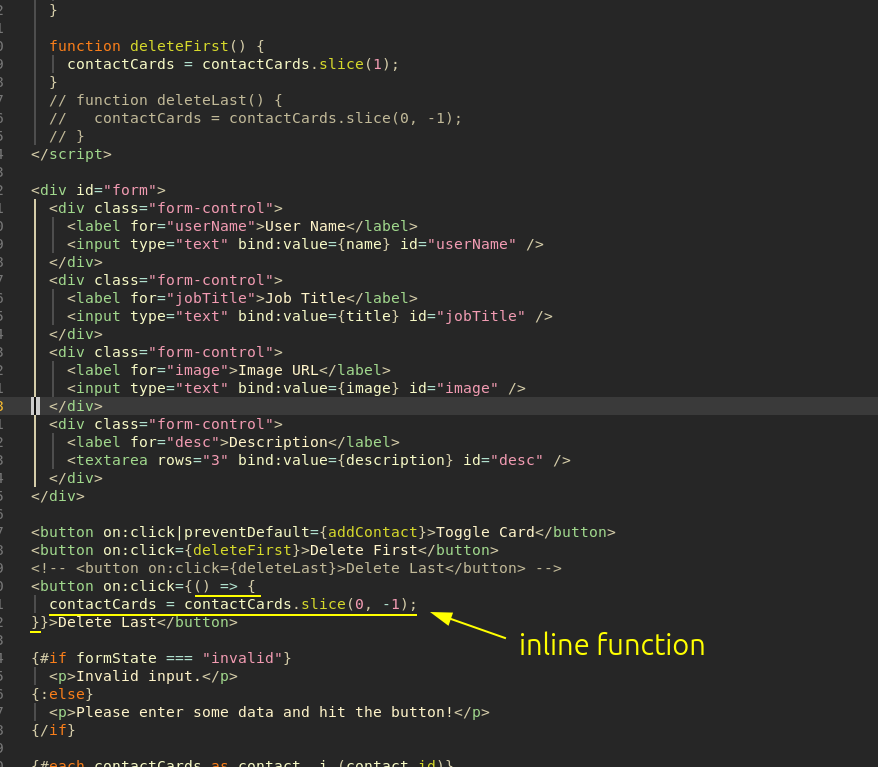 }
function deleteFirst() {
contactCards = contactCards.slice(1);
}
// function deleteLast() {
//   contactCards = contactCards.slice(0, -1);
// }
</script>
<div id="form">
<div class="form-control">
<label for="userName">User Name</label>
<input type="text" bind:value={name} id="userName" />
</div>
<div class="form-control">
<label for="jobTitle">Job Title</label>
<input type="text" bind:value={title} id="jobTitle" />
</div>
<div class="form-control">
<label for="image">Image URL</label>
<input type="text" bind:value={image} id="image" />
</div>
<div class="form-control">
<label for="desc">Description</label>
<textarea rows="3" bind:value={description} id="desc" />
</div>
</div>
<button on:click|preventDefault={addContact}>Toggle Card</button>
<button on:click={deleteFirst}>Delete First</button>
<!-- <button on:click={deleteLast}>Delete Last</button> -->
<button on:click={() => {
contactCards = contactCards.slice(0, -1);
}}>Delete Last</button>
inline function
{#if formState === "invalid"}
<p>Invalid input.</p>
{:else}
<p>Please enter some data and hit the button!</p>
{/if}
{#each contactCards as contact, i (contact.id)}